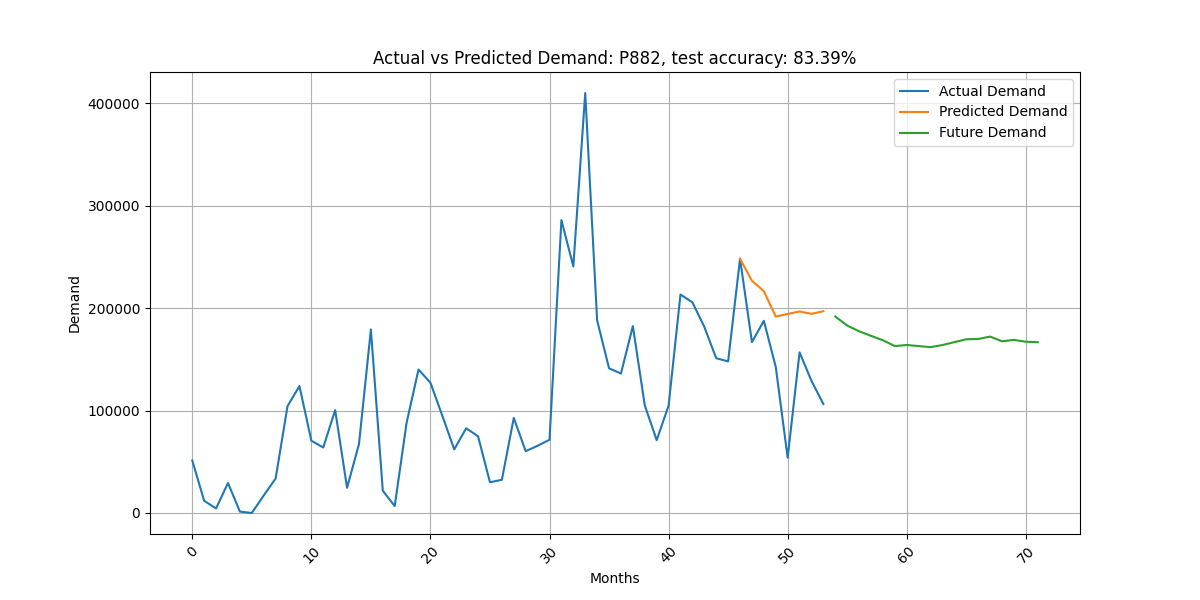 Actual vs Predicted Demand: P882, test accuracy: 83.39%
Actual Demand
Predicted Demand
Future Demand
400000
300000
200000
100000
0
Demand
0 10 20 30 40 50 60 70
Months